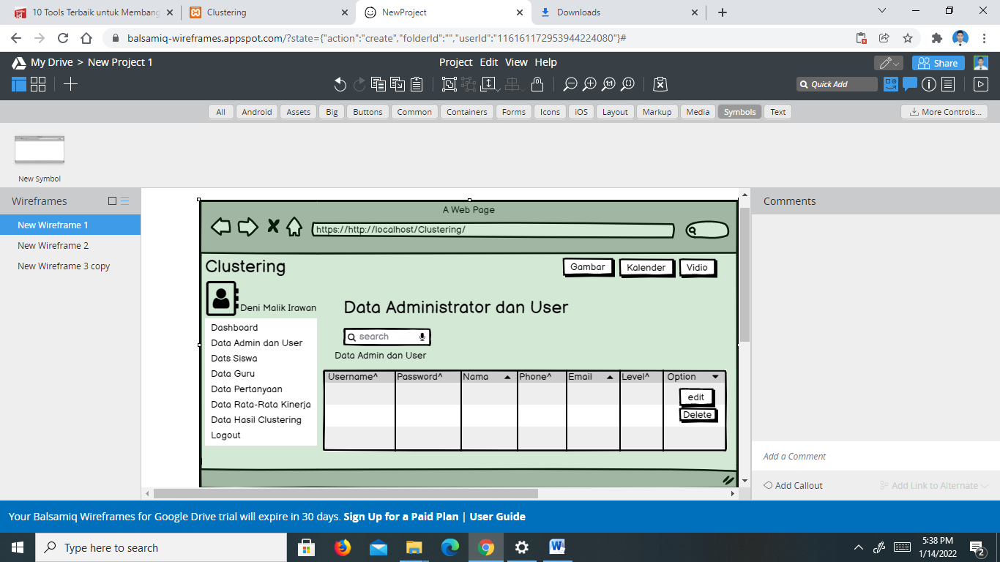 10 Tools Terbaik untuk Membang
Clustering
NewProject
Downloads
balsamiq-wireframes.appspot.com/?state={"action":"create","folderId":"","userId":"116161172953944224080"}#
My Drive > New Project 1
Project Edit View Help
Share
1:1
Quick Add
All Android Assets Big Buttons Common Containers Forms Icons iOS Layout Markup Media Symbols Text
More Controls...
New Symbol
Wireframes
New Wireframe 1
New Wireframe 2
New Wireframe 3 copy
A Web Page
https://http://localhost/Clustering/
Clustering
Gambar Kalender Vidio
Deni Malik Irawan
Dashboard
Data Admin dan User
Dats Siswa
Data Guru
Data Pertanyaan
Data Rata-Rata Kinerja
Data Hasil Clustering
Logout
Data Administrator dan User
search
Data Admin dan User
Username^ Password^ Nama Phone^ Email Level^ Option
edit
Delete
Comments
Add a Comment
Add Callout
Add Link to Alternate
Your Balsamiq Wireframes for Google Drive trial will expire in 30 days. Sign Up for a Paid Plan | User Guide
Type here to search
5:38 PM
1/14/2022
2